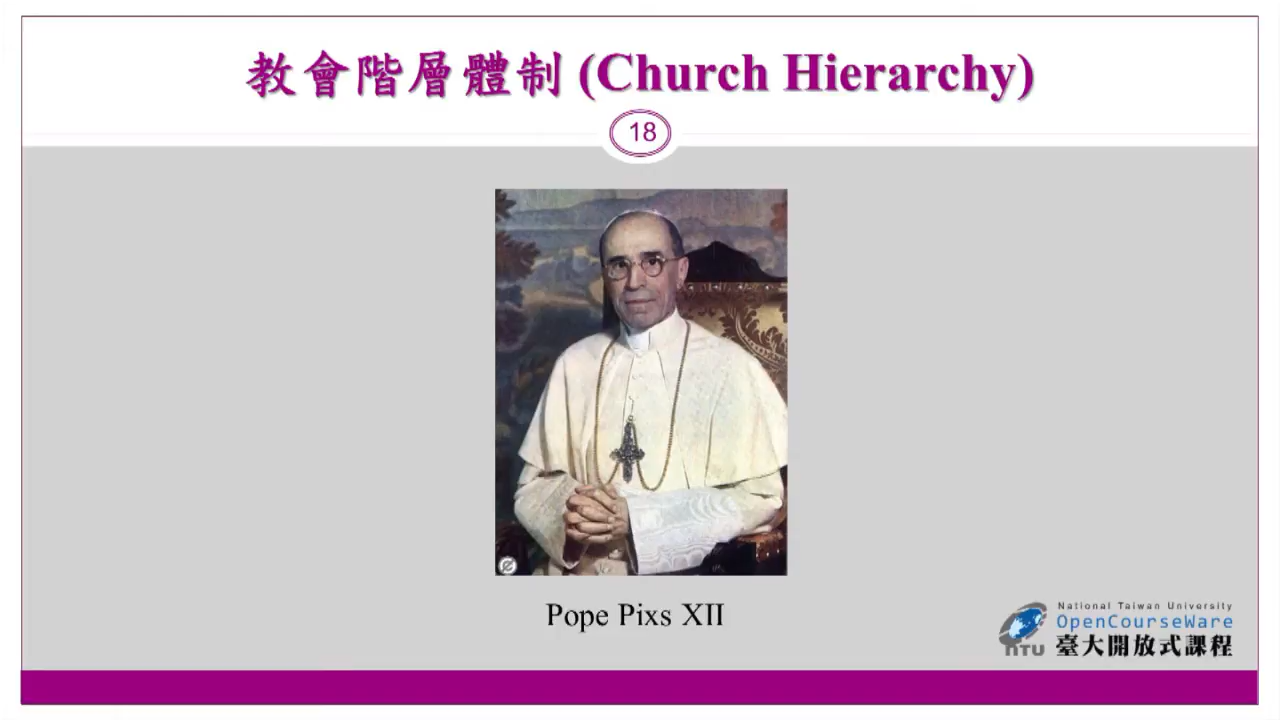 教會階層體制 (Church Hierarchy)
18
Pope Pixs XII
National Taiwan University
OpenCourseWare
NTU 臺大開放式課程